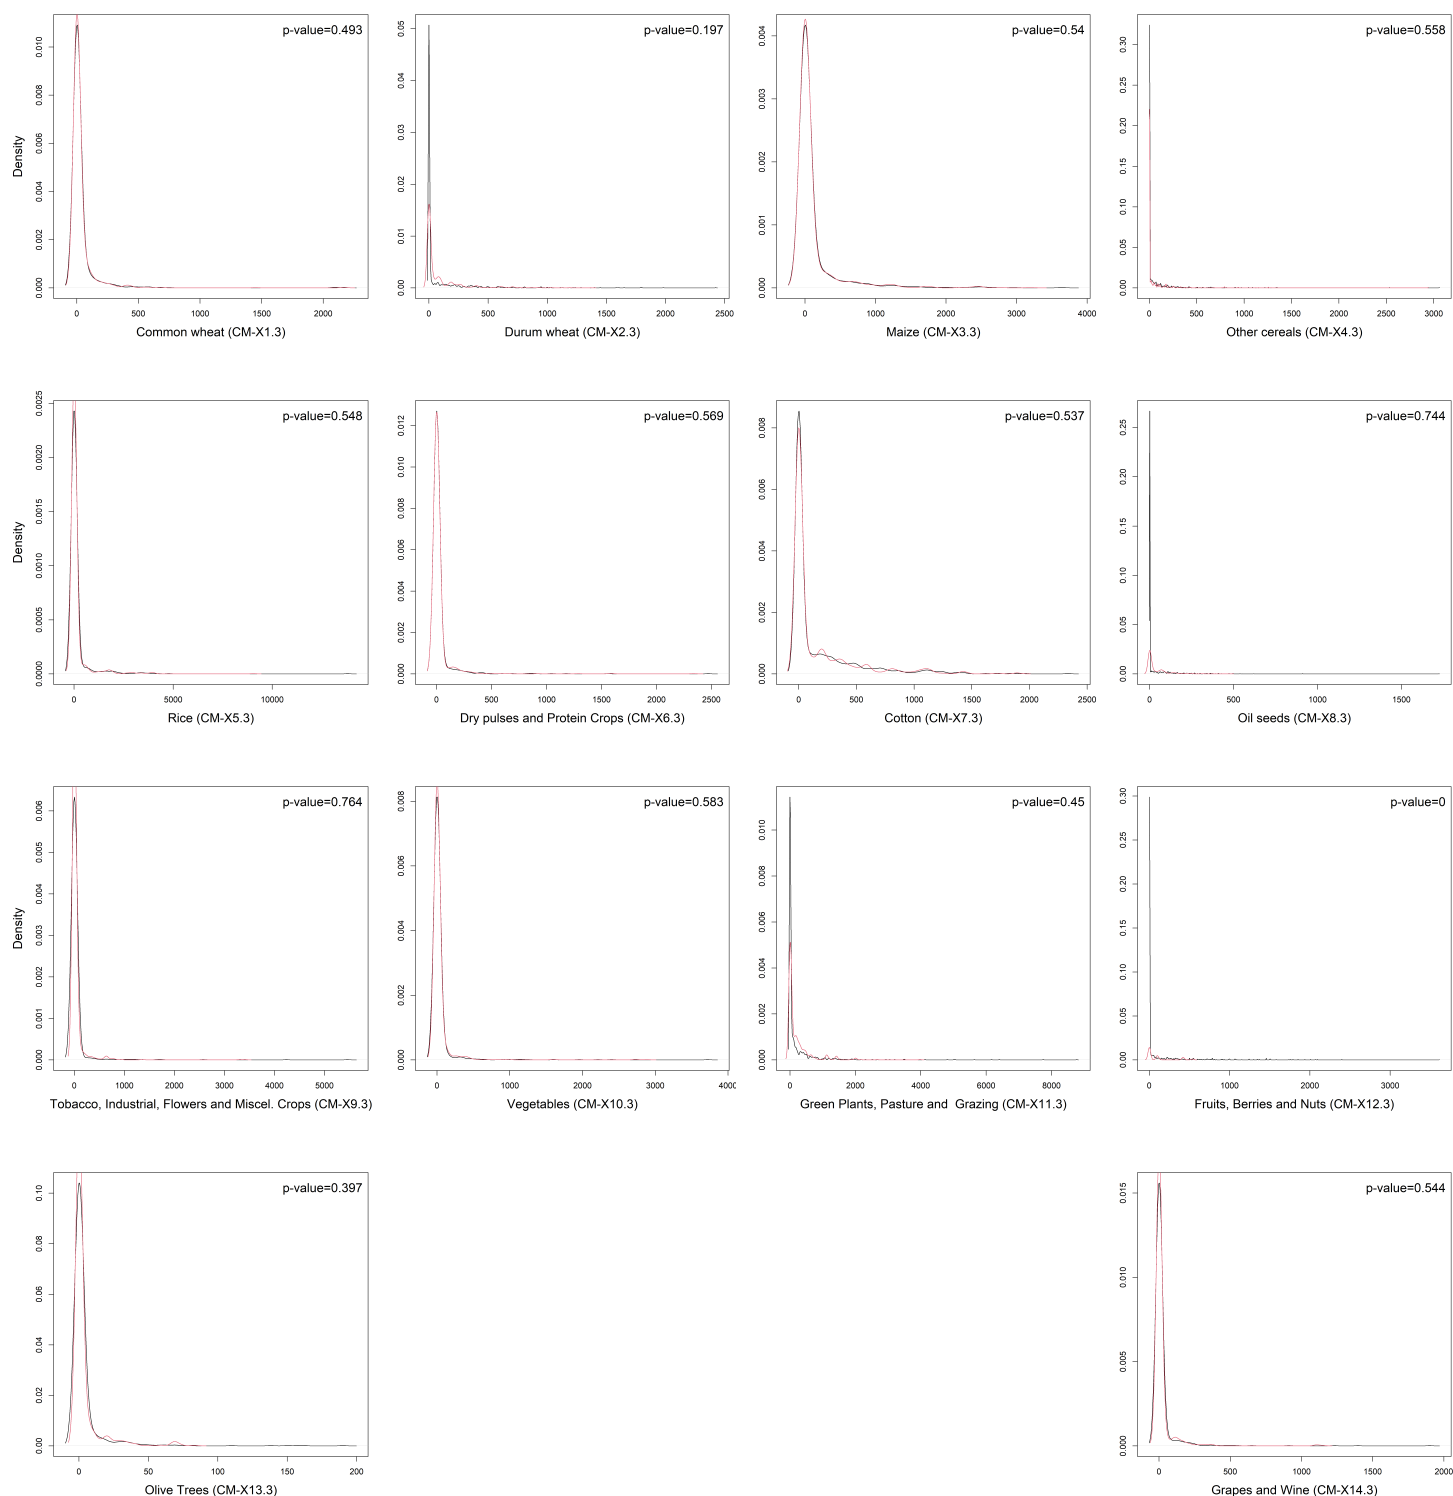 p-value=0.493
0.000 0.002 0.004 0.006 0.008 0.010
Density
0 500 1000 1500 2000
Common wheat (CM-X1.3)
p-value=0.197
0.00 0.01 0.02 0.03 0.04 0.05
0 500 1000 1500 2000 2500
Durum wheat (CM-X2.3)
p-value=0.54
0.000 0.001 0.002 0.003 0.004
0 1000 2000 3000 4000
Maize (CM-X3.3)
p-value=0.558
0.00 0.05 0.10 0.15 0.20 0.25 0.30
0 500 1000 1500 2000 2500 3000
Other cereals (CM-X4.3)
p-value=0.548
0.0000 0.0005 0.0010 0.0015 0.0020 0.0025
Density
0 5000 10000
Rice (CM-X5.3)
p-value=0.569
0.000 0.002 0.004 0.006 0.008 0.010 0.012
0 500 1000 1500 2000 2500
Dry pulses and Protein Crops (CM-X6.3)
p-value=0.537
0.000 0.002 0.004 0.006 0.008
0 500 1000 1500 2000 2500
Cotton (CM-X7.3)
p-value=0.744
0.00 0.05 0.10 0.15 0.20 0.25
0 500 1000 1500
Oil seeds (CM-X8.3)
p-value=0.764
0.000 0.001 0.002 0.003 0.004 0.005 0.006
Density
0 1000 2000 3000 4000 5000
Tobacco, Industrial, Flowers and Miscel. Crops (CM-X9.3)
p-value=0.583
0.000 0.002 0.004 0.006 0.008
0 1000 2000 3000 4000
Vegetables (CM-X10.3)
p-value=0.45
0.000 0.002 0.004 0.006 0.008 0.010
0 2000 4000 6000 8000
Green Plants, Pasture and  Grazing (CM-X11.3)
p-value=0
0.00 0.05 0.10 0.15 0.20 0.25 0.30
0 1000 2000 3000
Fruits, Berries and Nuts (CM-X12.3)
p-value=0.397
0.00 0.02 0.04 0.06 0.08 0.10
0 50 100 150 200
Olive Trees (CM-X13.3)
p-value=0.544
0.000 0.005 0.010 0.015
0 500 1000 1500 2000
Grapes and Wine (CM-X14.3)